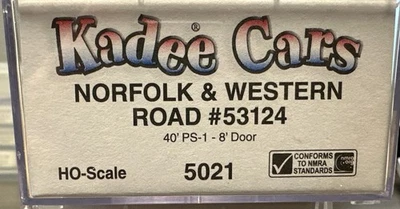 Kadee® Cars
NORFOLK & WESTERN
ROAD #53124
40' PS-1 - 8' Door
HO-Scale
5021
CONFORMS
TO NMRA
STANDARDS